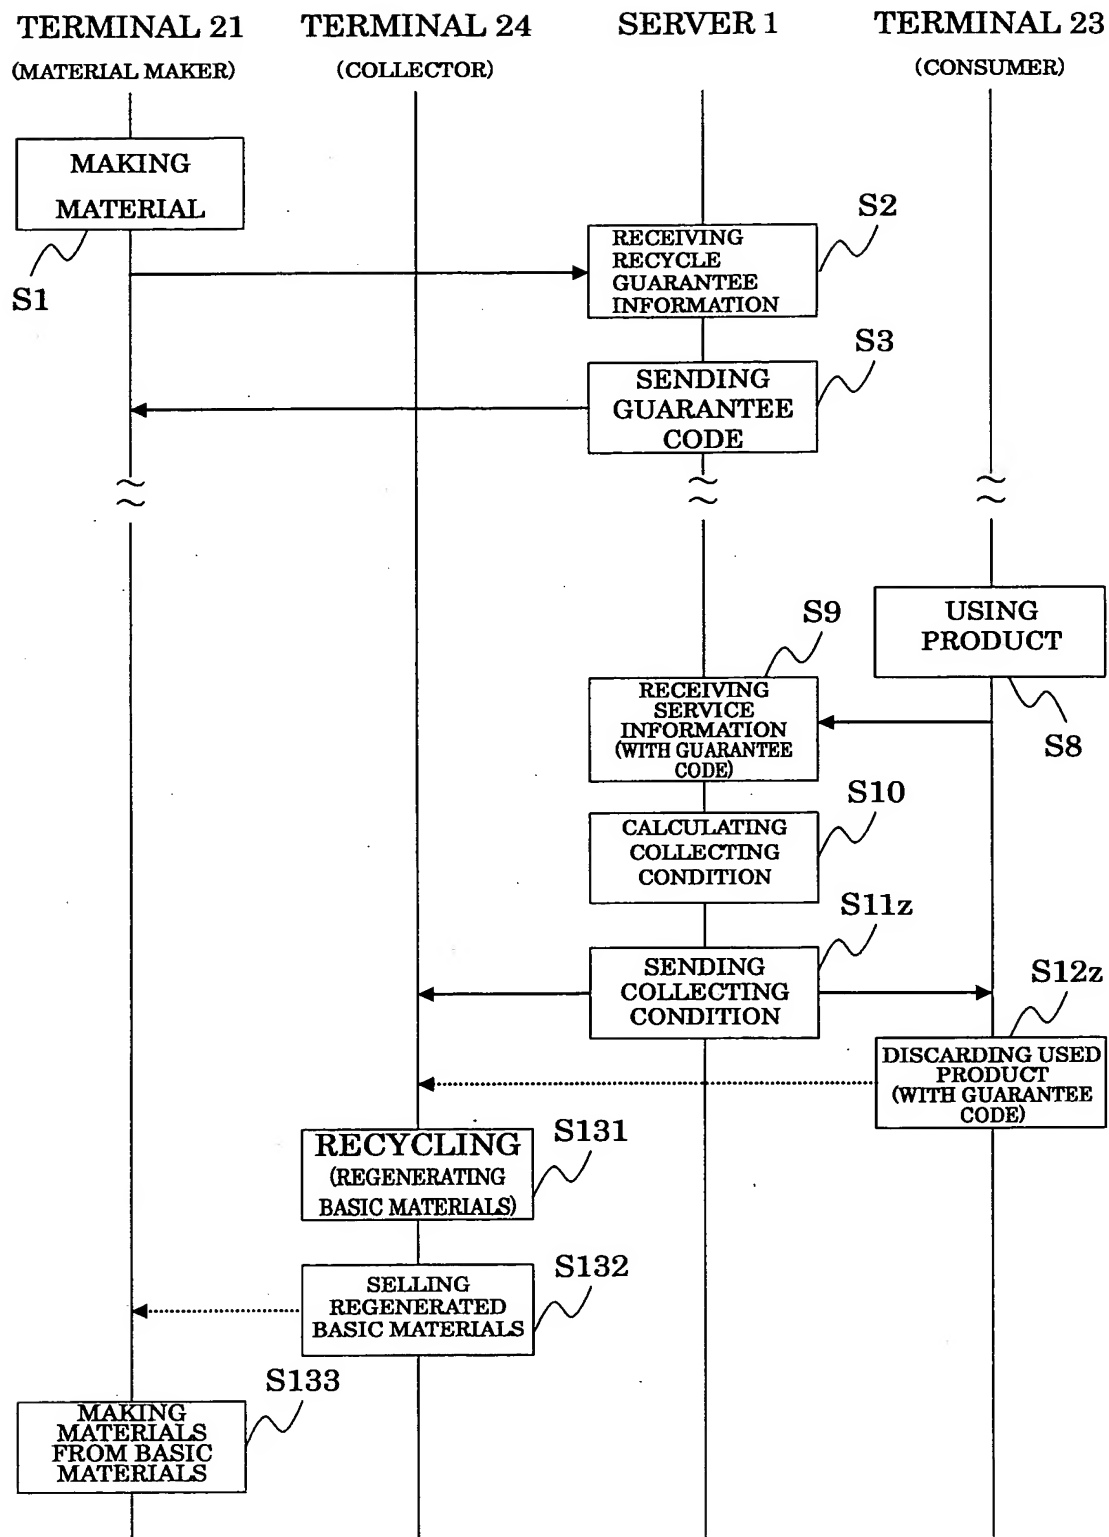 TERMINAL 21
(MATERIAL MAKER)
TERMINAL 24
(COLLECTOR)
SERVER 1
TERMINAL 23
(CONSUMER)
MAKING
MATERIAL
S1
S2
RECEIVING
RECYCLE
GUARANTEE
INFORMATION
S3
SENDING
GUARANTEE
CODE
USING
PRODUCT
S8
S9
RECEIVING
SERVICE
INFORMATION
(WITH GUARANTEE
CODE)
S10
CALCULATING
COLLECTING
CONDITION
S11z
SENDING
COLLECTING
CONDITION
S12z
DISCARDING USED
PRODUCT
(WITH GUARANTEE
CODE)
S131
RECYCLING
(REGENERATING
BASIC MATERIALS)
S132
SELLING
REGENERATED
BASIC MATERIALS
S133
MAKING
MATERIALS
FROM BASIC
MATERIALS